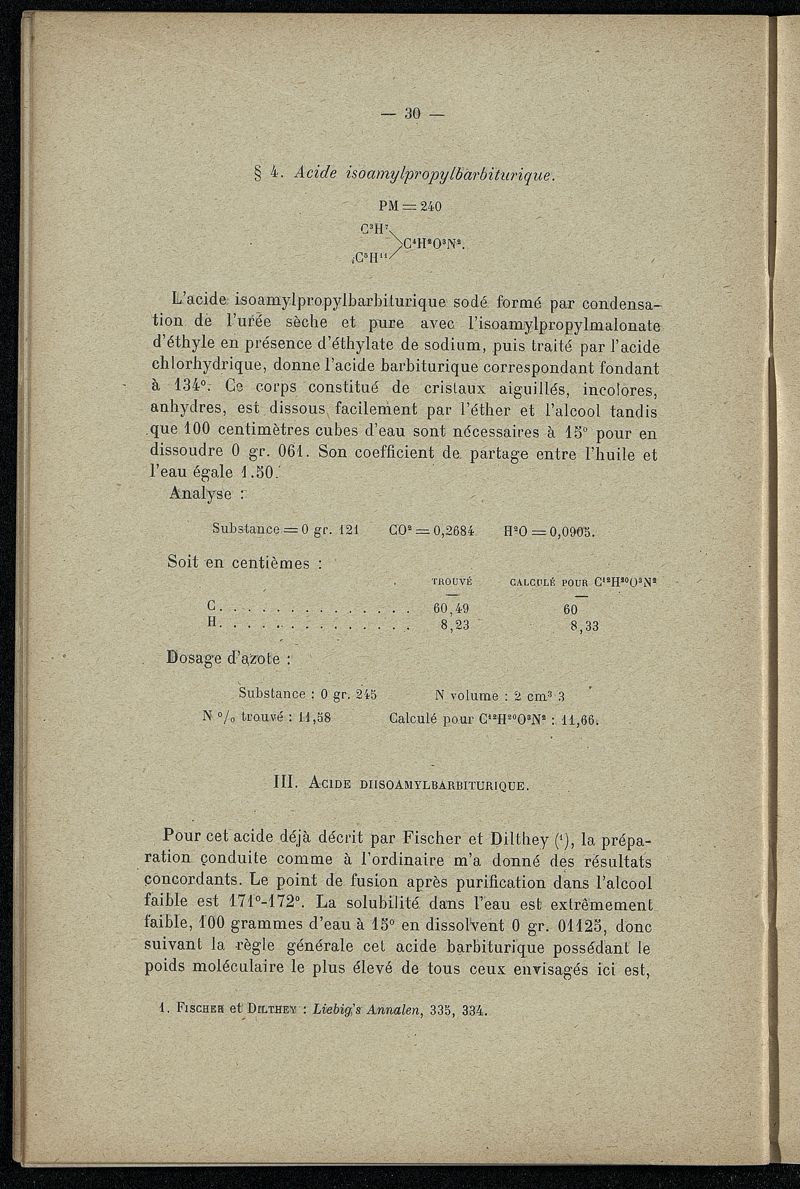 — 30 —
§ 4. Acide isoamylpropylbarbiturique.
PM = 240
C³H⁷
C⁴H²O³N².
iC⁵H¹¹
L'acide isoamylpropylbarbiturique sodé formé par condensa-
tion de l'urée sèche et pure avec l'isoamylpropylmalonate
d'éthyle en présence d'éthylate de sodium, puis traité par l'acide
chlorhydrique, donne l'acide barbiturique correspondant fondant
à 134°. Ce corps constitué de cristaux aiguillés, incolores,
anhydres, est dissous facilement par l'éther et l'alcool tandis
que 100 centimètres cubes d'eau sont nécessaires à 15° pour en
dissoudre 0 gr. 061. Son coefficient de partage entre l'huile et
l'eau égale 1.50.
Analyse :
Substance = 0 gr. 121 CO² = 0,2684 H²O = 0,0905.
Soit en centièmes :
TROUVÉ CALCULÉ POUR C¹²H²⁰O³N²
C. . . . . . . . . . . . . . 60,49 60
H. . . . . . . . . . . . . . 8,23 8,33
Dosage d'azote :
Substance : 0 gr. 245 N volume : 2 cm³ 3
N % trouvé : 11,58 Calculé pour C¹²H²⁰O³N² : 11,66.
III. ACIDE DIISOAMYLBARBITURIQUE.
Pour cet acide déjà décrit par Fischer et Dilthey (¹), la prépa-
ration conduite comme à l'ordinaire m'a donné des résultats
concordants. Le point de fusion après purification dans l'alcool
faible est 171°-172°. La solubilité dans l'eau est extrêmement
faible, 100 grammes d'eau à 15° en dissolvent 0 gr. 01125, donc
suivant la règle générale cet acide barbiturique possédant le
poids moléculaire le plus élevé de tous ceux envisagés ici est,
1. FISCHER et DILTHEY : Liebig's Annalen, 335, 334.